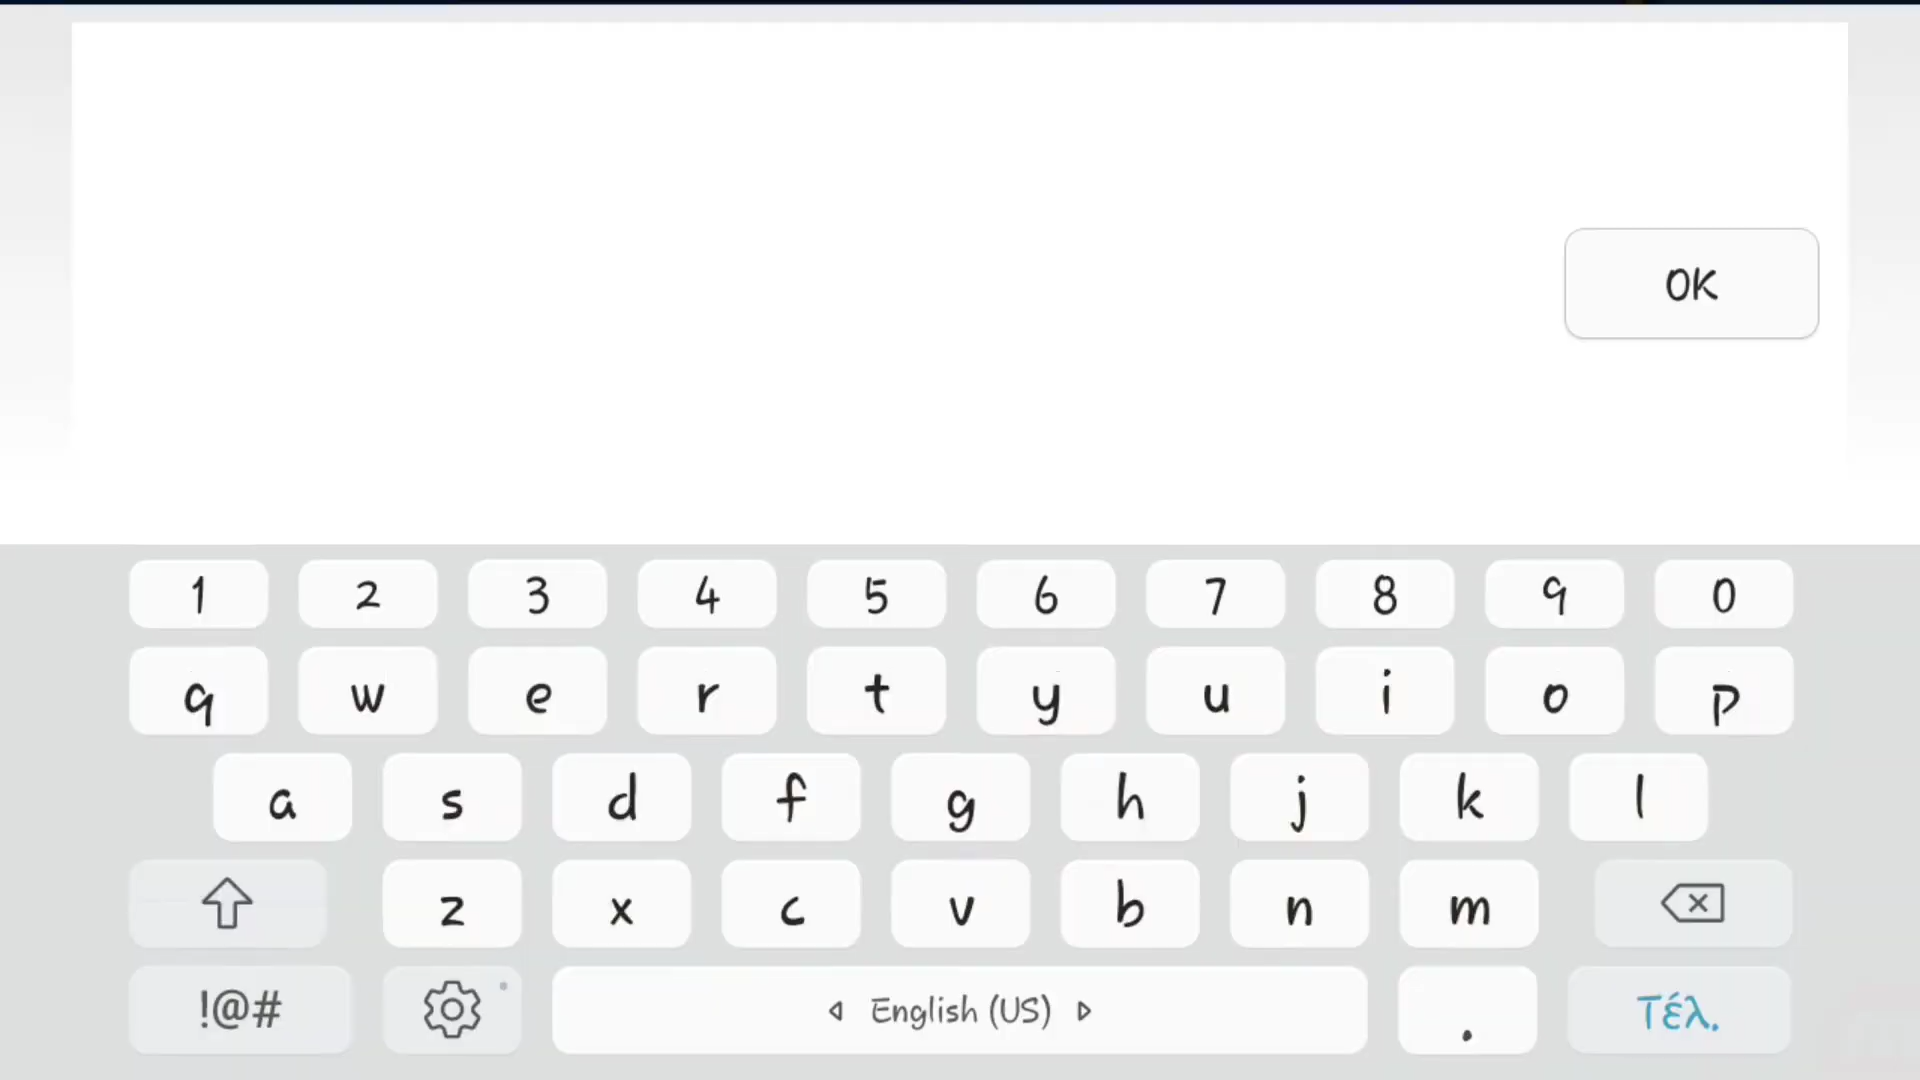 OK
1 2 3 4 5 6 7 8 9 0
q w e r t y u i o p
a s d f g h j k l
z x c v b n m
!@# English (US) . Τέλ.